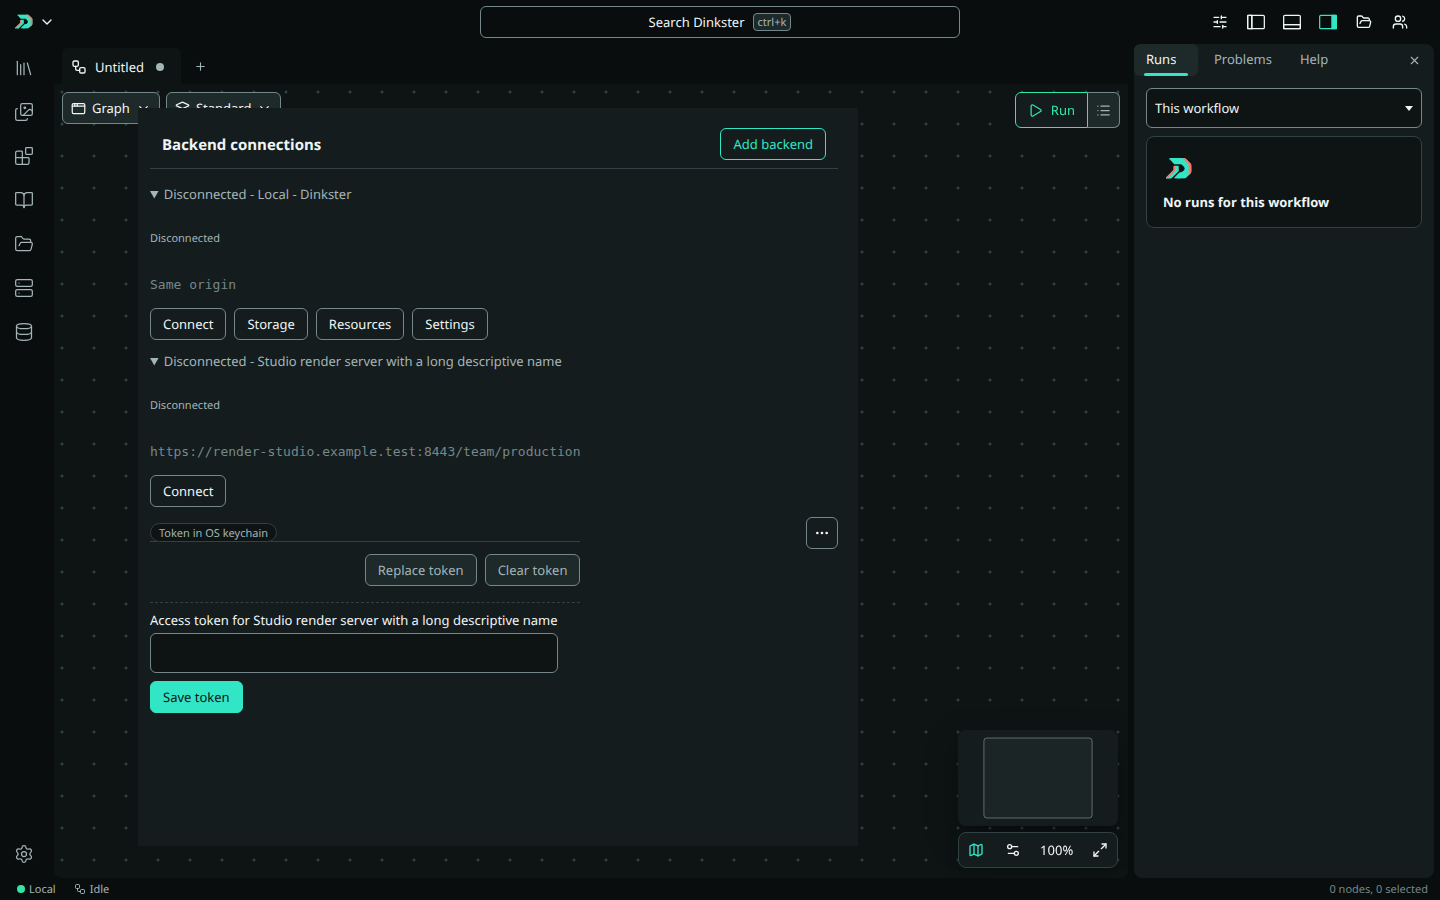 Search Dinkster ctrl+k
Untitled
Runs Problems Help
Graph Standard
Run
This workflow
Backend connections
Add backend
No runs for this workflow
Disconnected - Local - Dinkster
Disconnected
Same origin
Connect Storage Resources Settings
Disconnected - Studio render server with a long descriptive name
Disconnected
https://render-studio.example.test:8443/team/production
Connect
Token in OS keychain
Replace token Clear token
Access token for Studio render server with a long descriptive name
Save token
100%
Local Idle
0 nodes, 0 selected